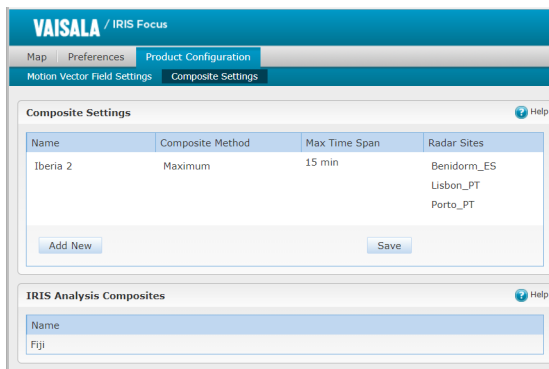 VAISALA / IRIS Focus
Map Preferences Product Configuration
Motion Vector Field Settings Composite Settings
Composite Settings ? Help
Name Composite Method Max Time Span Radar Sites
Iberia 2 Maximum 15 min Benidorm_ES
Lisbon_PT
Porto_PT
Add New Save
IRIS Analysis Composites ? Help
Name
Fiji